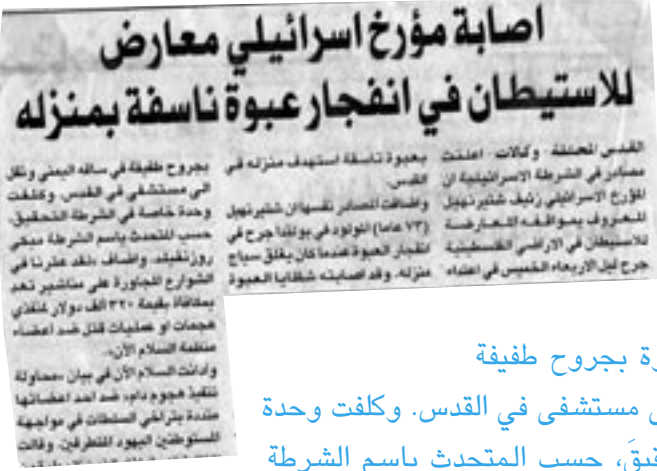 اصابة مؤرخ اسرائيلي معارض
للاستيطان في انفجار عبوة ناسفة بمنزله
القدس المحتلة - وكالات - اعلنت
مصادر في الشرطة الاسرائيلية ان
المؤرخ الاسرائيلي زئيف شتيرنهيل
المعروف بمواقفه المعارضة
للاستيطان في الاراضي الفلسطينية
جرح ليل الاربعاء الخميس في اعتداء
بعبوة ناسفة استهدف منزله في
القدس.
واضافت المصادر نفسها ان شتيرنهيل
(٧٣ عاما) المولود في بولندا جرح في
انفجار العبوة عندما كان يغلق سياج
منزله. وقد اصابته شظايا العبوة
بجروح طفيفة في ساقه اليمنى ونقل
الى مستشفى في القدس. وكلفت
وحدة خاصة في الشرطة التحقيق،
حسب المتحدث باسم الشرطة ميكي
روزنفيلد. واضاف «لقد عثرنا في
الشوارع المجاورة على مناشير تعد
بمكافأة بقيمة ٣٢٠ الف دولار لمنفذي
هجمات او عمليات قتل ضد اعضاء
منظمة السلام الآن».
وادانت السلام الآن في بيان «محاولة
تنفيذ هجوم دام» ضد احد اعضائها
منددة بتراخي السلطات في مواجهة
المستوطنين اليهود المتطرفين. وقالت
بجروح طفيفة
مستشفى في القدس. وكلفت وحدة
حسب المتحدث باسم الشرطة